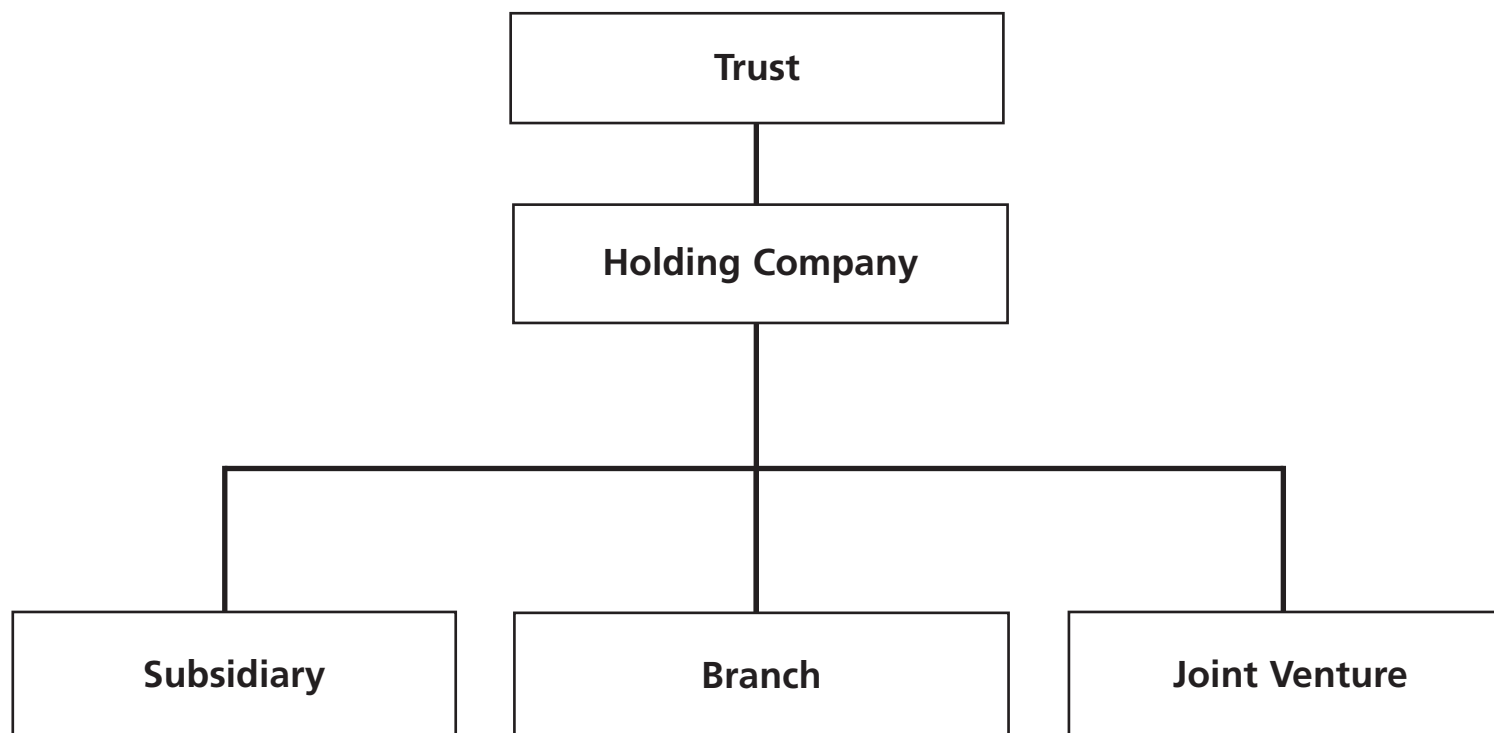 Trust
Holding Company
Subsidiary
Branch
Joint Venture